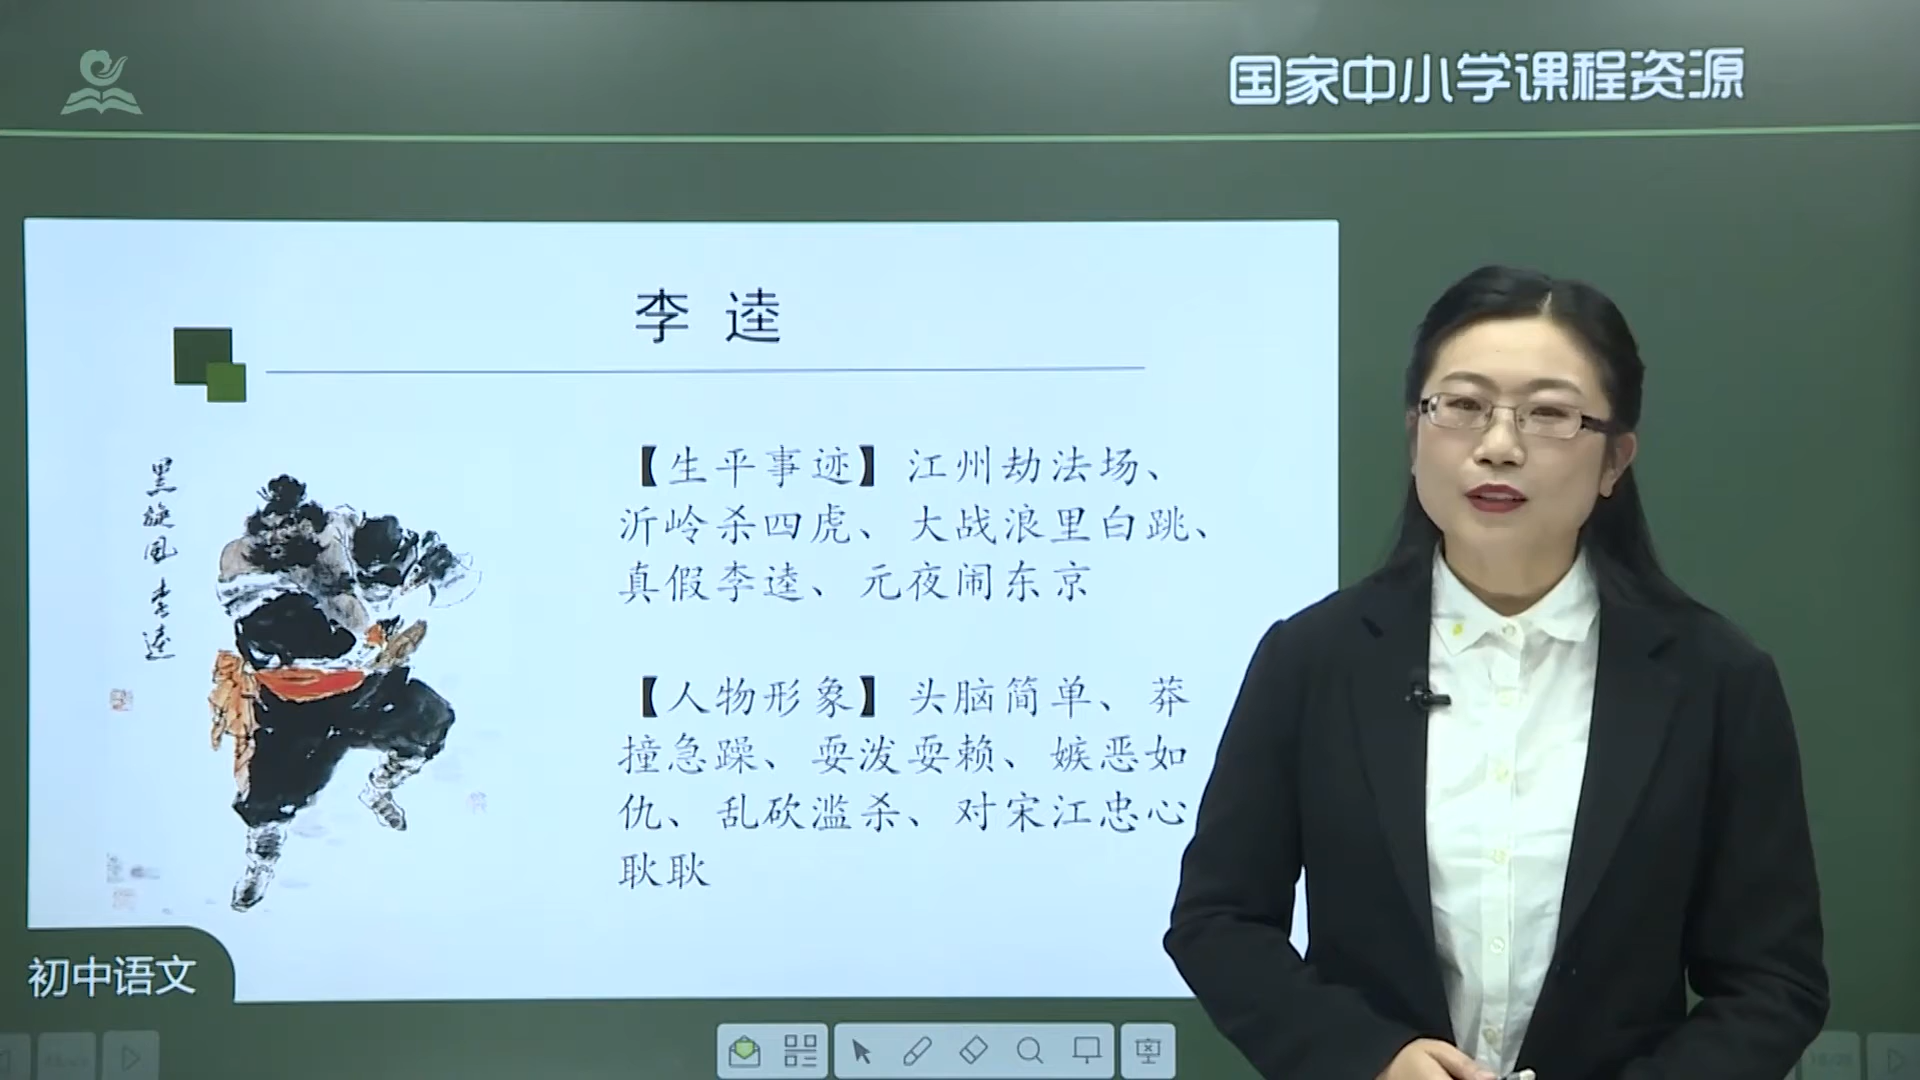 国家中小学课程资源
李逵
黑旋风李逵
【生平事迹】江州劫法场、
沂岭杀四虎、大战浪里白跳、
真假李逵、元夜闹东京
【人物形象】头脑简单、莽
撞急躁、耍泼耍赖、嫉恶如
仇、乱砍滥杀、对宋江忠心
耿耿
初中语文